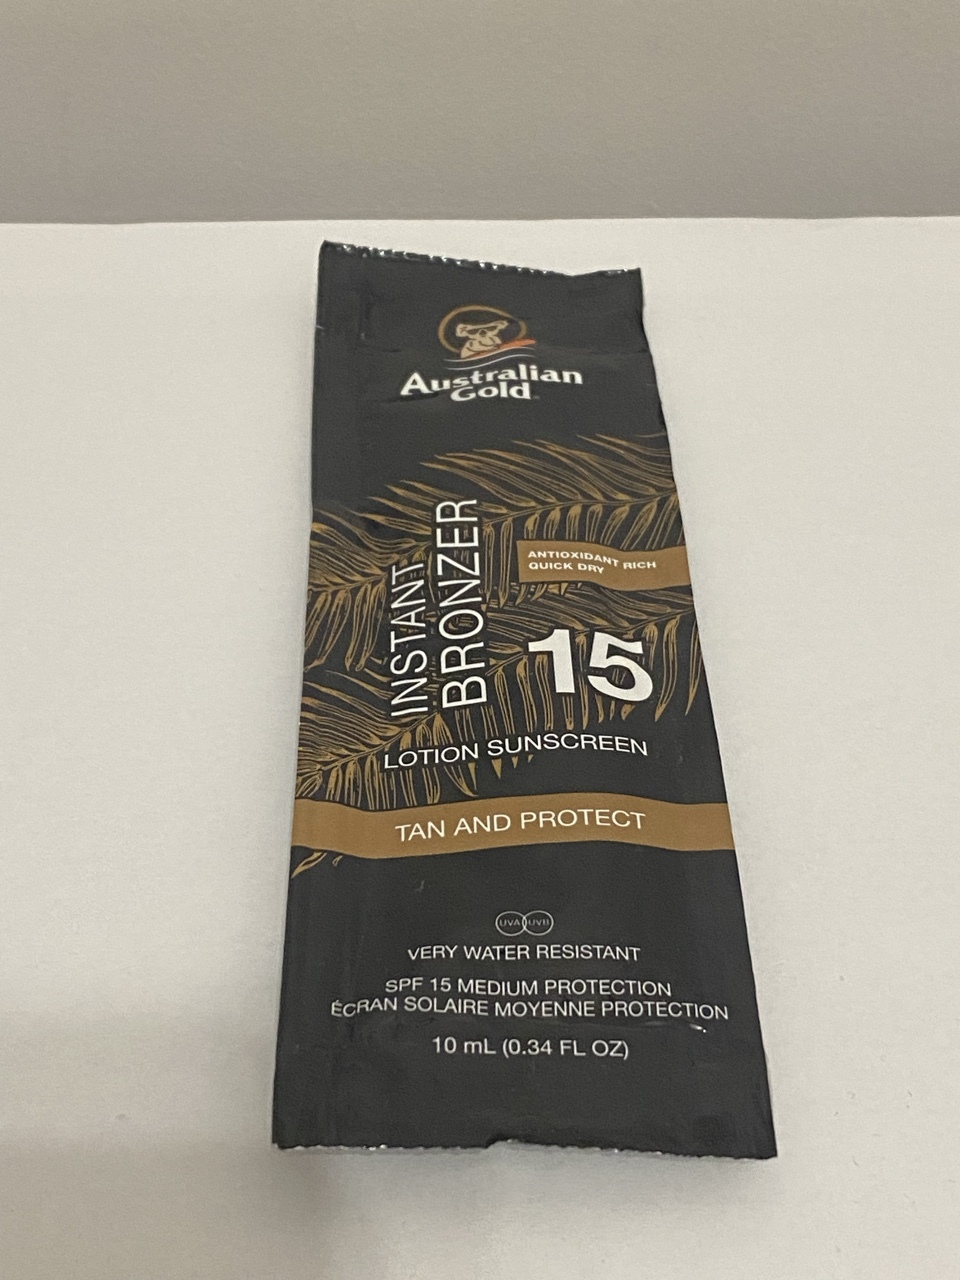 Australian
Gold
INSTANT
BRONZER
ANTIOXIDANT RICH
QUICK DRY
15
LOTION SUNSCREEN
TAN AND PROTECT
UVA UVB
VERY WATER RESISTANT
SPF 15 MEDIUM PROTECTION
ÉCRAN SOLAIRE MOYENNE PROTECTION
10 mL (0.34 FL OZ)